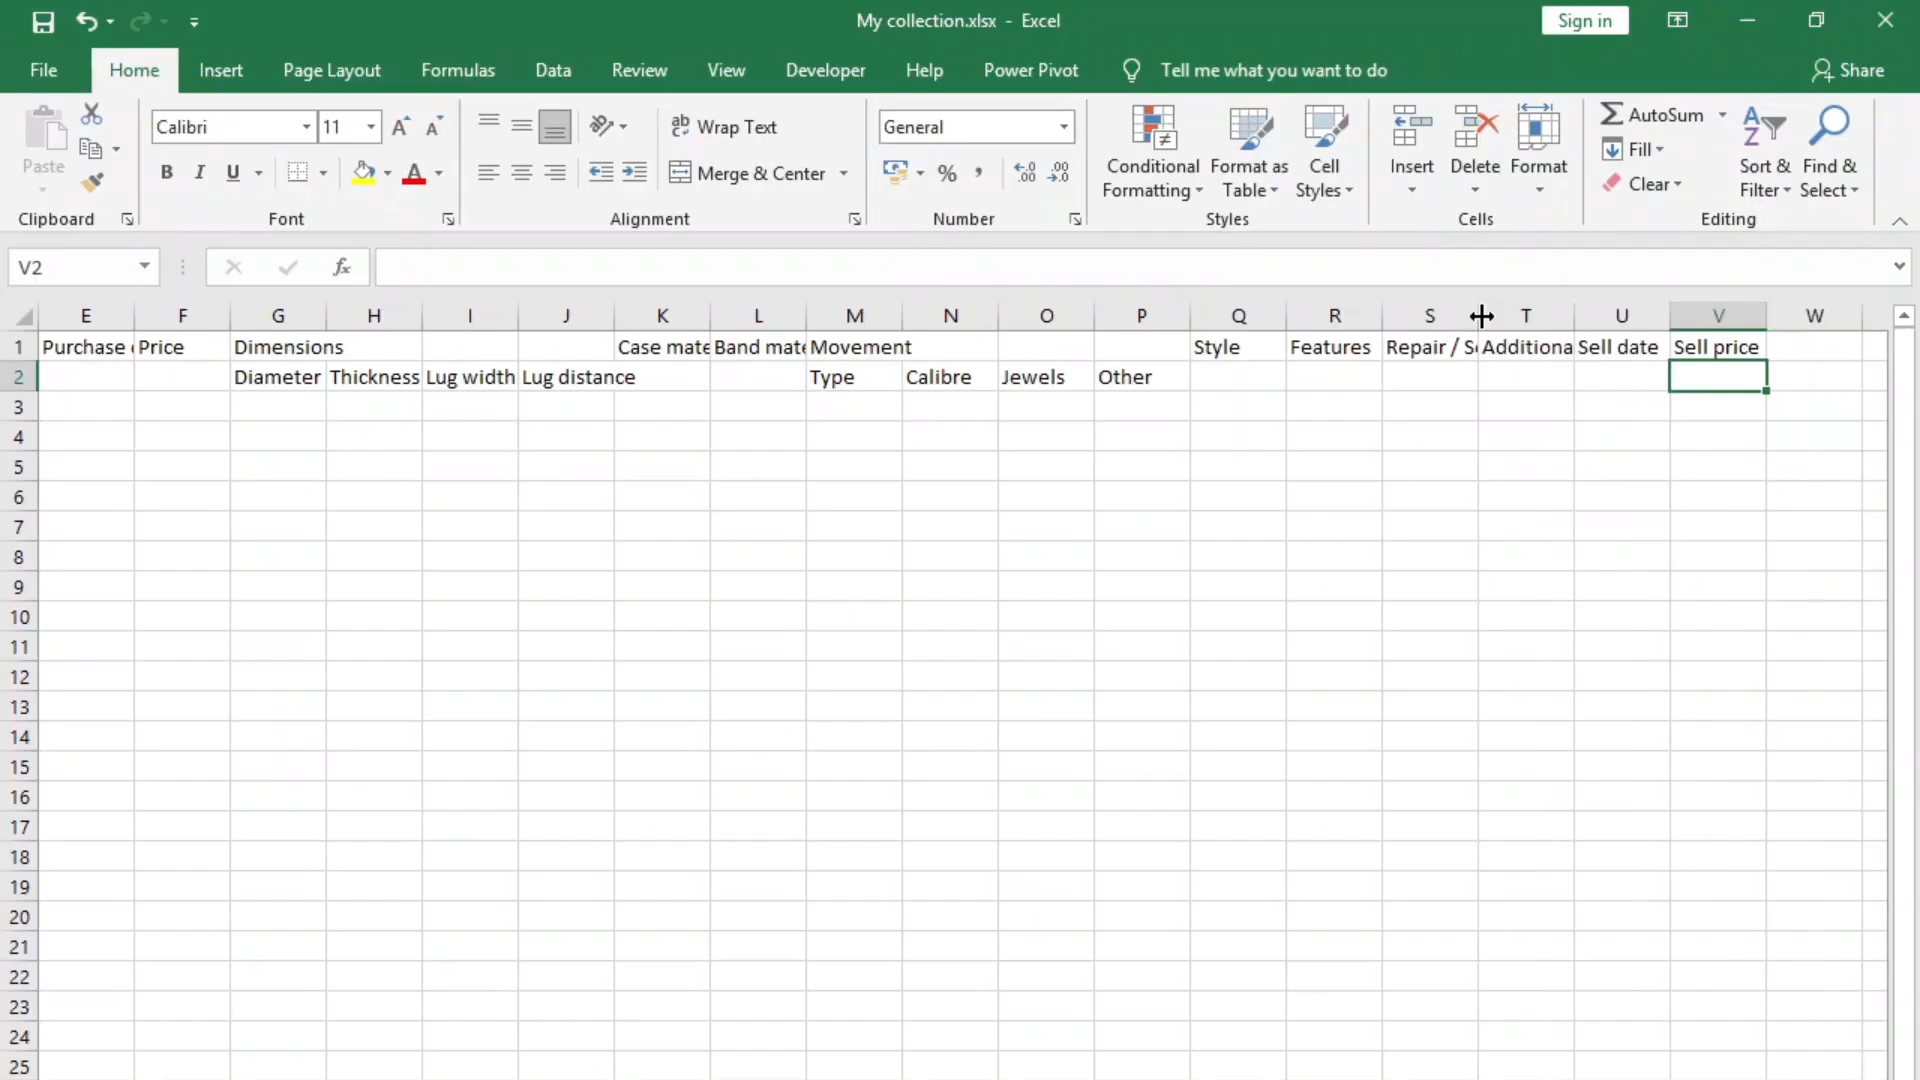 My collection.xlsx - Excel
Sign in
File Home Insert Page Layout Formulas Data Review View Developer Help Power Pivot Tell me what you want to do Share
Calibri 11 A A ab Wrap Text General AutoSum
Paste B I U A Merge & Center % , Conditional Formatting Format as Table Cell Styles Insert Delete Format Fill Clear Sort & Filter Find & Select
Clipboard Font Alignment Number Styles Cells Editing
V2 fx
E F G H I J K L M N O P Q R S T U V W
1 Purchase Price Dimensions Case mate Band mate Movement Style Features Repair / Se Additiona Sell date Sell price
2 Diameter Thickness Lug width Lug distance Type Calibre Jewels Other
3
4
5
6
7
8
9
10
11
12
13
14
15
16
17
18
19
20
21
22
23
24
25